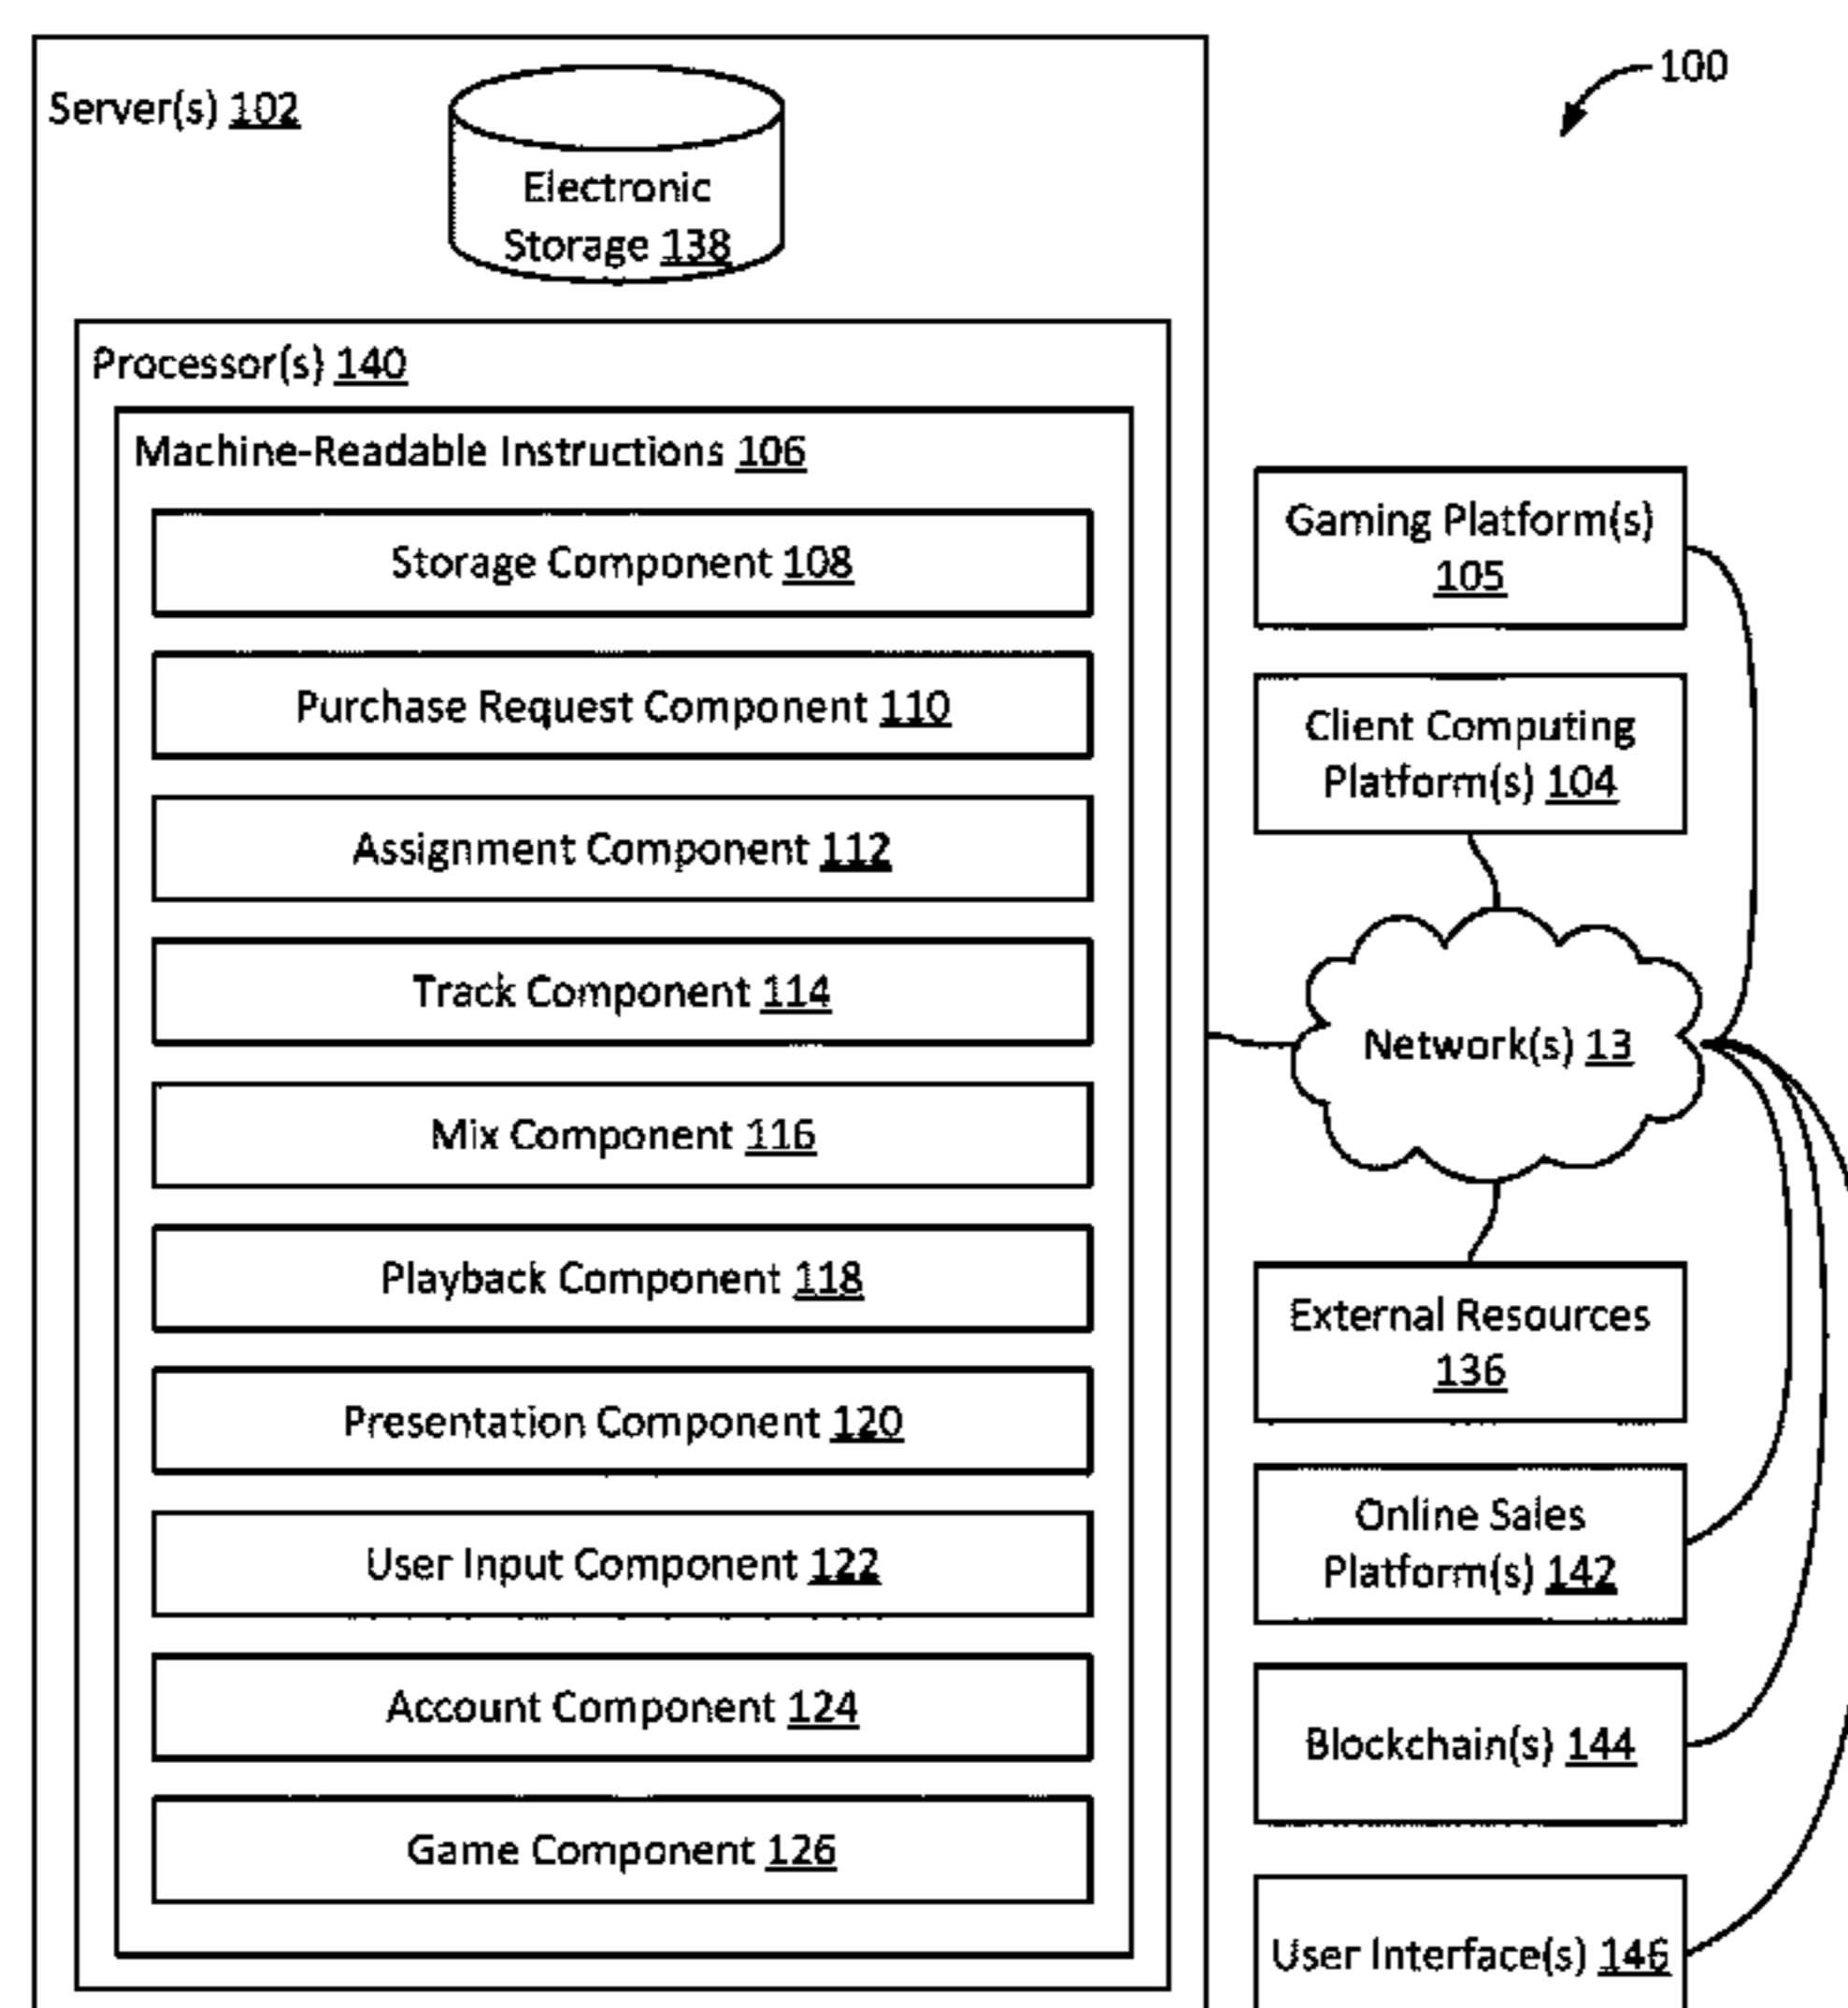 100
Server(s) 102
Electronic
Storage 138
Processor(s) 140
Machine-Readable Instructions 106
Storage Component 108
Purchase Request Component 110
Assignment Component 112
Track Component 114
Mix Component 116
Playback Component 118
Presentation Component 120
User Input Component 122
Account Component 124
Game Component 126
Gaming Platform(s)
105
Client Computing
Platform(s) 104
Network(s) 13
External Resources
136
Online Sales
Platform(s) 142
Blockchain(s) 144
User Interface(s) 146